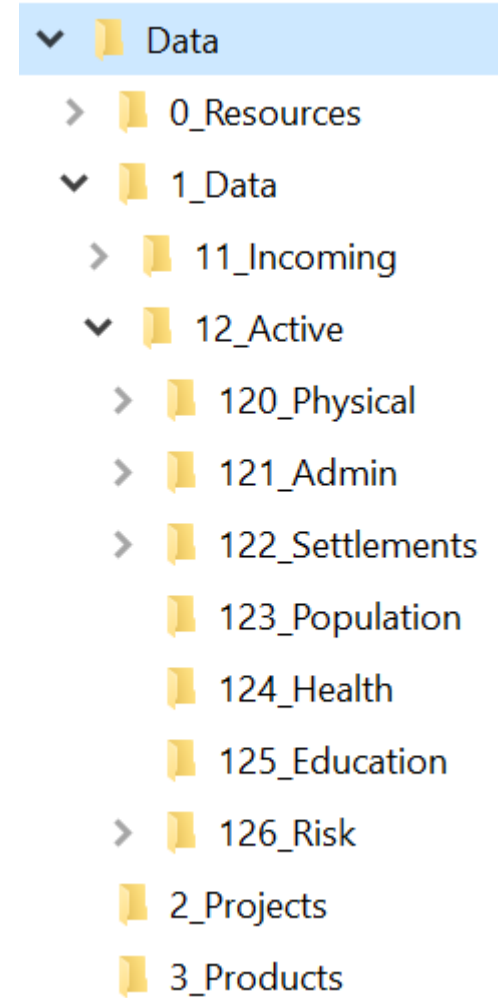 Data
0_Resources
1_Data
11_Incoming
12_Active
120_Physical
121_Admin
122_Settlements
123_Population
124_Health
125_Education
126_Risk
2_Projects
3_Products